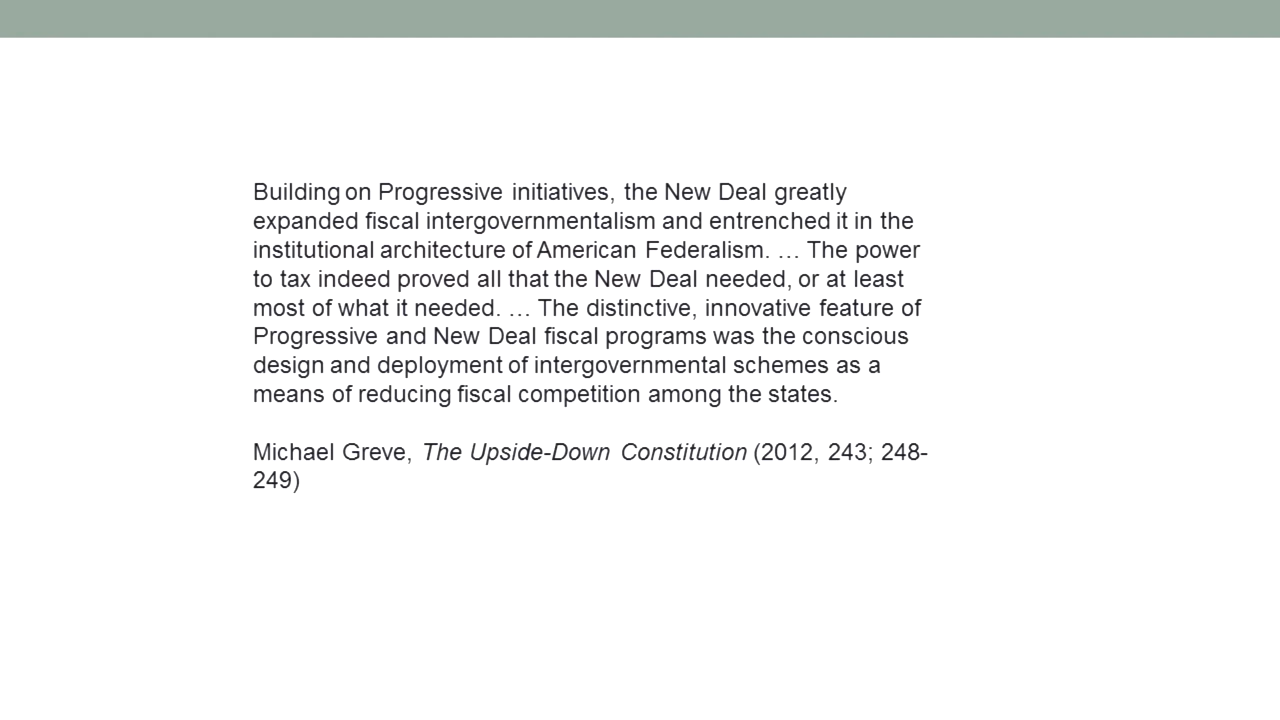 Building on Progressive initiatives, the New Deal greatly
expanded fiscal intergovernmentalism and entrenched it in the
institutional architecture of American Federalism. … The power
to tax indeed proved all that the New Deal needed, or at least
most of what it needed. … The distinctive, innovative feature of
Progressive and New Deal fiscal programs was the conscious
design and deployment of intergovernmental schemes as a
means of reducing fiscal competition among the states.
Michael Greve, The Upside-Down Constitution (2012, 243; 248-
249)